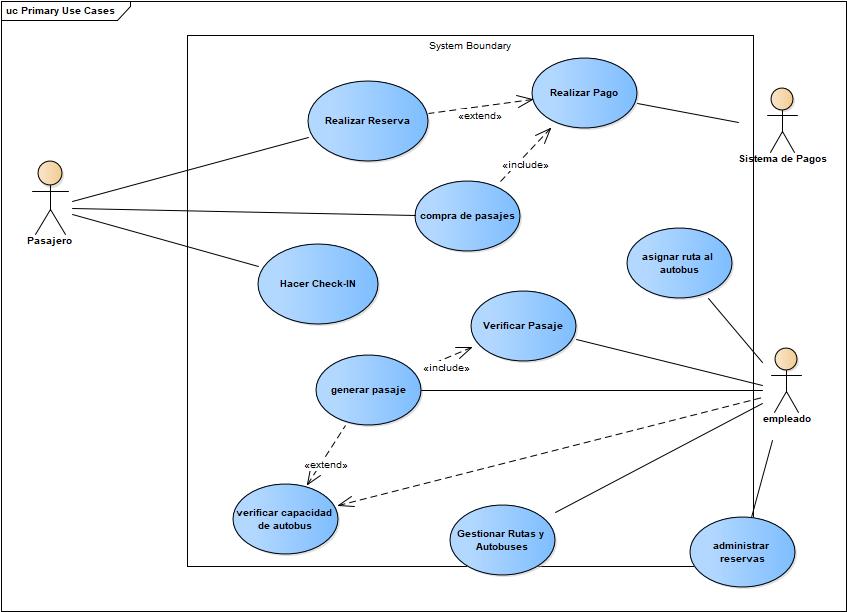 uc Primary Use Cases
System Boundary
Realizar Reserva
«extend»
Realizar Pago
Sistema de Pagos
«include»
Pasajero
compra de pasajes
Hacer Check-IN
asignar ruta al
autobus
Verificar Pasaje
«include»
generar pasaje
empleado
«extend»
verificar capacidad
de autobus
Gestionar Rutas y
Autobuses
administrar
reservas